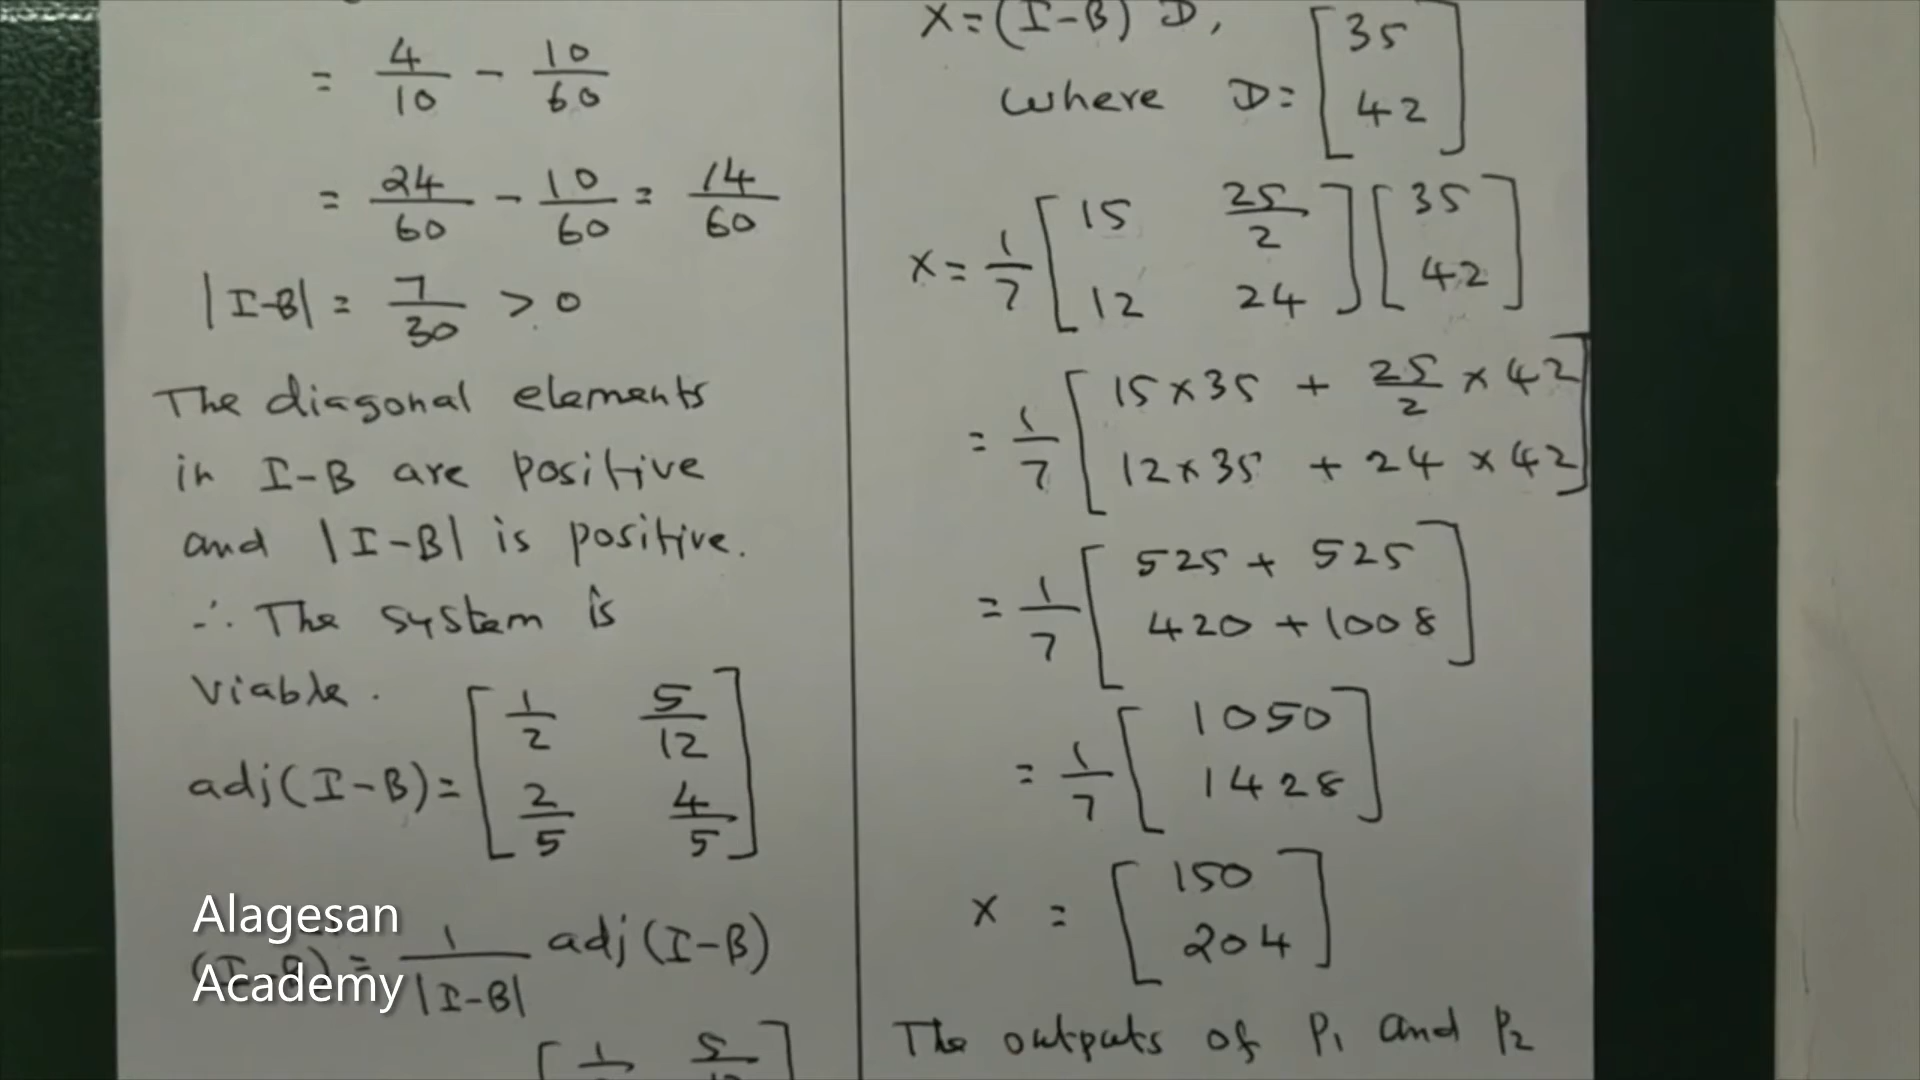 = 4/10 - 10/60
= 24/60 - 10/60 = 14/60
|I-B| = 7/30 > 0
The diagonal elements
in I-B are positive
and |I-B| is positive.
∴ The system is
viable.
adj(I-B) = [1/2 5/12
2/5 4/5]
(I-B) = 1/|I-B| adj(I-B)
[1 5
Alagesan
Academy
X = (I-B) D,
where D = [35
42]
X = 1/7 [15 25/2
12 24] [35
42]
= 1/7 [15×35 + 25/2 × 42
12×35 + 24 × 42]
= 1/7 [525 + 525
420 + 1008]
= 1/7 [1050
1428]
X = [150
204]
The outputs of P1 and P2